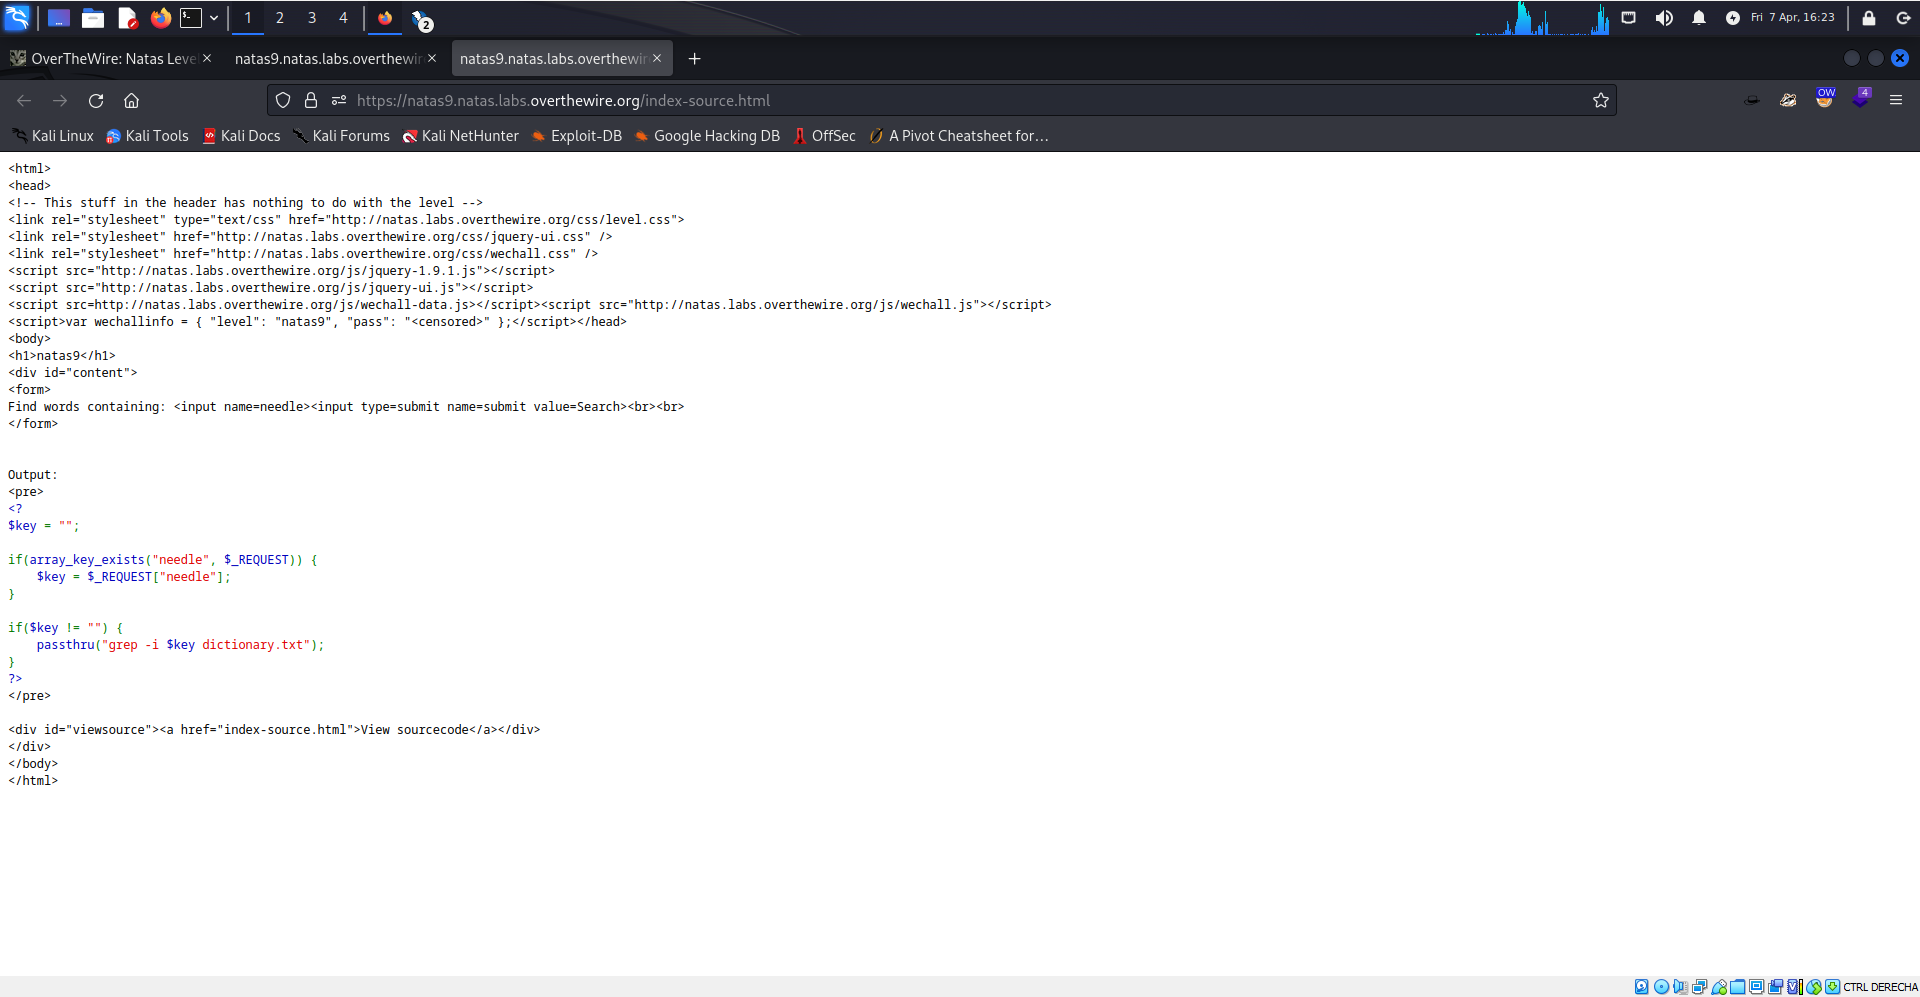 1 2 3 4 2 Fri 7 Apr, 16:23
OverTheWire: Natas Leve natas9.natas.labs.overthewir natas9.natas.labs.overthewir
https://natas9.natas.labs.overthewire.org/index-source.html OW 4
Kali Linux Kali Tools Kali Docs Kali Forums Kali NetHunter Exploit-DB Google Hacking DB OffSec A Pivot Cheatsheet for…
<html>
<head>
<!-- This stuff in the header has nothing to do with the level -->
<link rel="stylesheet" type="text/css" href="http://natas.labs.overthewire.org/css/level.css">
<link rel="stylesheet" href="http://natas.labs.overthewire.org/css/jquery-ui.css" />
<link rel="stylesheet" href="http://natas.labs.overthewire.org/css/wechall.css" />
<script src="http://natas.labs.overthewire.org/js/jquery-1.9.1.js"></script>
<script src="http://natas.labs.overthewire.org/js/jquery-ui.js"></script>
<script src=http://natas.labs.overthewire.org/js/wechall-data.js></script><script src="http://natas.labs.overthewire.org/js/wechall.js"></script>
<script>var wechallinfo = { "level": "natas9", "pass": "<censored>" };</script></head>
<body>
<h1>natas9</h1>
<div id="content">
<form>
Find words containing: <input name=needle><input type=submit name=submit value=Search><br><br>
</form>
Output:
<pre>
<?
$key = "";
if(array_key_exists("needle", $_REQUEST)) {
    $key = $_REQUEST["needle"];
}
if($key != "") {
    passthru("grep -i $key dictionary.txt");
}
?>
</pre>
<div id="viewsource"><a href="index-source.html">View sourcecode</a></div>
</div>
</body>
</html>
CTRL DERECHA